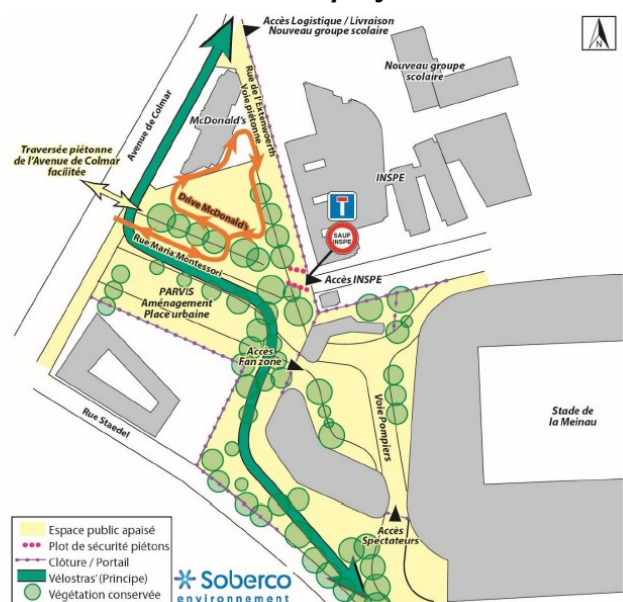 Accès Logistique / Livraison
Nouveau groupe scolaire
N
Nouveau groupe
scolaire
Rue de l'Extenwoerth
Voie piétonne
Avenue de Colmar
McDonald's
Traversée piétonne
de l'Avenue de Colmar
facilitée
INSPE
Drive McDonald's
SAUF
INSPE
Rue Maria Montessori
Accès INSPE
PARVIS
Aménagement
Place urbaine
Accès
Fan zone
Voie Pompiers
Stade de
la Meinau
Rue Staedel
Accès
Spectateurs
Espace public apaisé
Plot de sécurité piétons
Clôture / Portail
Vélostras' (Principe)
Végétation conservée
Soberco
environnement